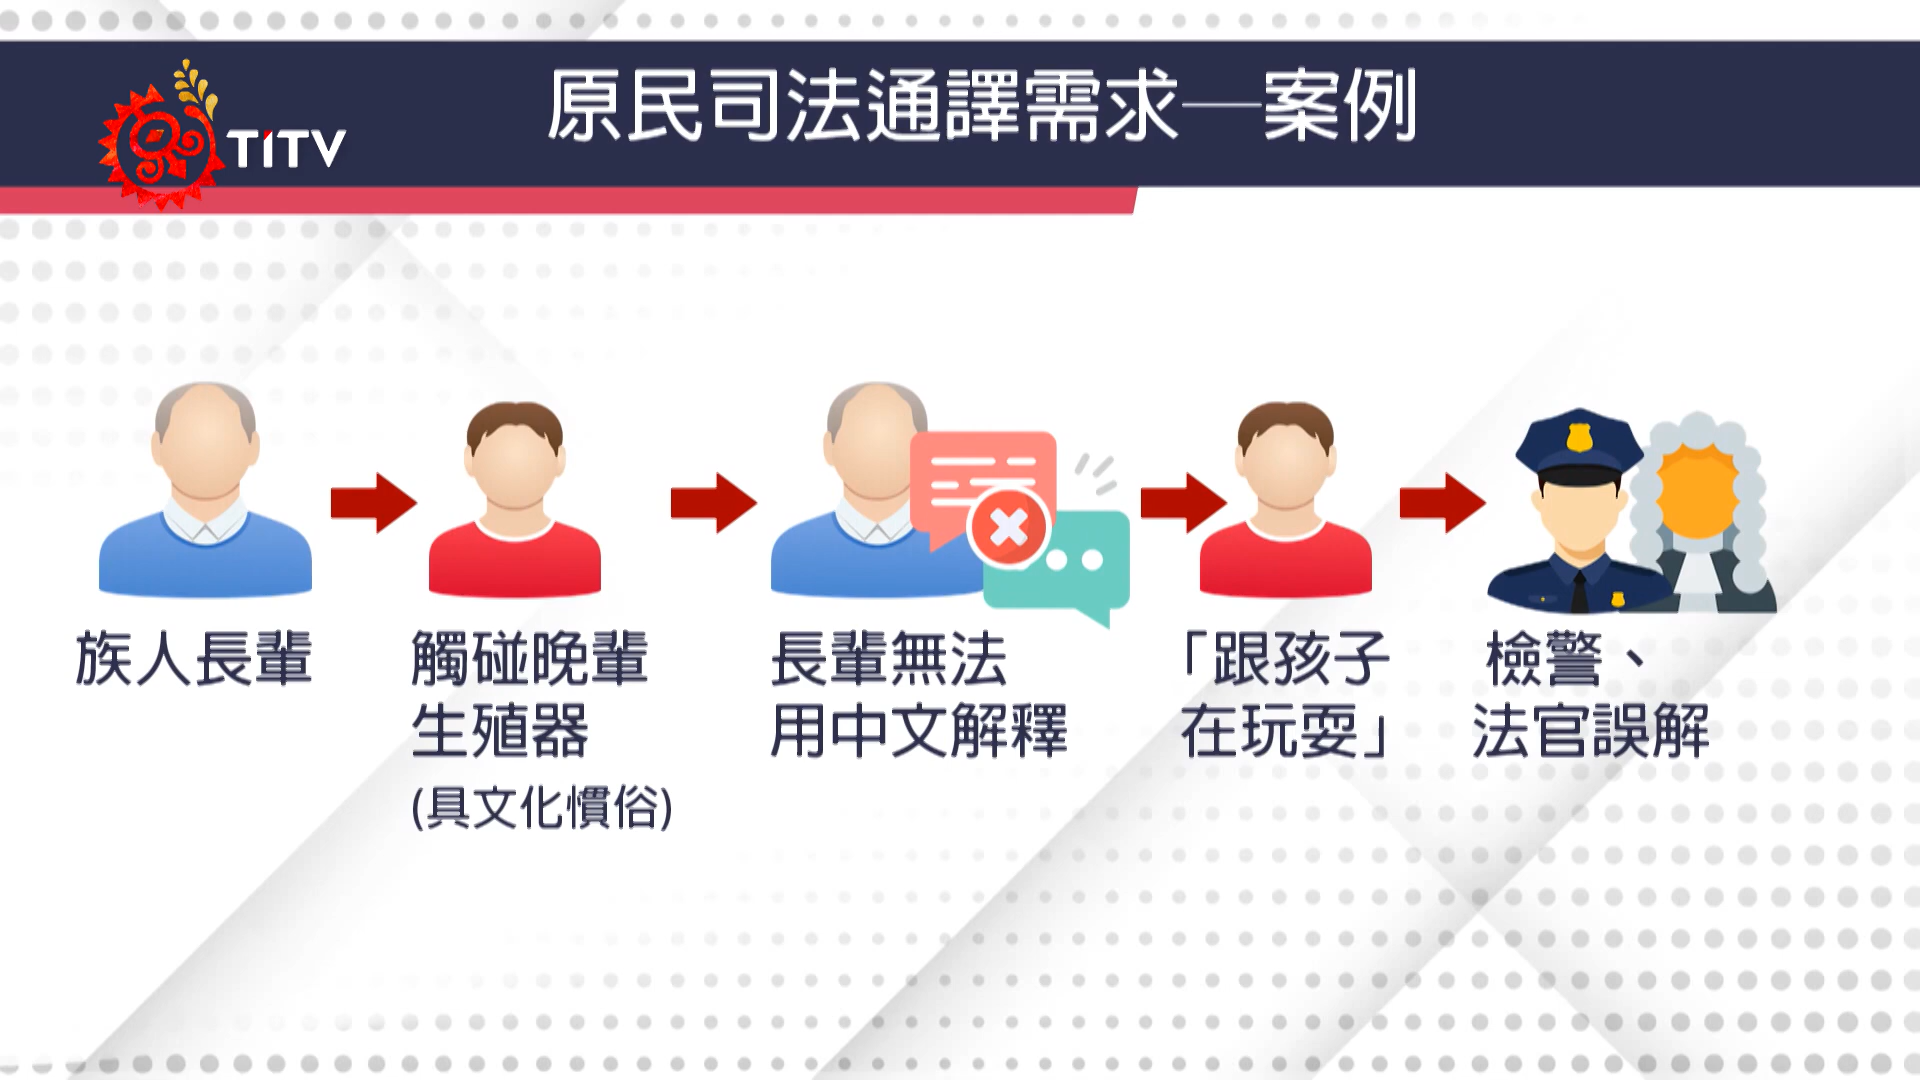 TITV
原民司法通譯需求—案例
族人長輩
觸碰晚輩
生殖器
(具文化慣俗)
長輩無法
用中文解釋
「跟孩子
在玩耍」
檢警、
法官誤解